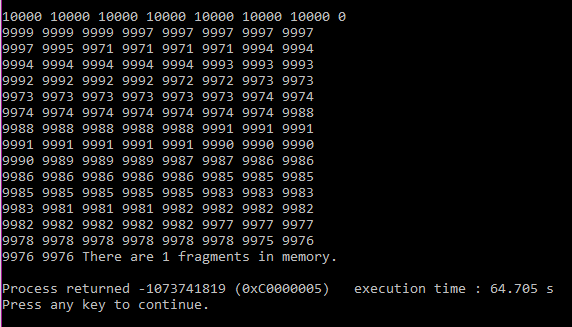 10000 10000 10000 10000 10000 10000 10000 0
9999 9999 9999 9997 9997 9997 9997 9997
9997 9995 9971 9971 9971 9971 9994 9994
9994 9994 9994 9994 9994 9993 9993 9993
9992 9992 9992 9992 9972 9972 9973 9973
9973 9973 9973 9973 9973 9973 9974 9974
9974 9974 9974 9974 9974 9974 9974 9988
9988 9988 9988 9988 9988 9991 9991 9991
9991 9991 9991 9991 9991 9990 9990 9990
9990 9989 9989 9989 9987 9987 9986 9986
9986 9986 9986 9986 9986 9985 9985 9985
9985 9985 9985 9985 9985 9983 9983 9983
9983 9981 9981 9981 9982 9982 9982 9982
9982 9982 9982 9982 9982 9977 9977 9977
9978 9978 9978 9978 9978 9978 9975 9976
9976 9976 There are 1 fragments in memory.
Process returned -1073741819 (0xC0000005)   execution time : 64.705 s
Press any key to continue.